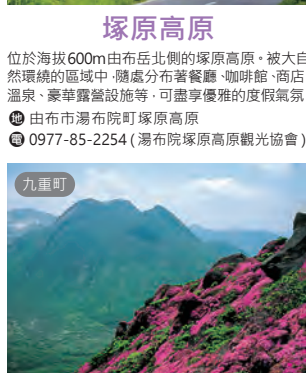 塚原高原
位於海拔600m由布岳北側的塚原高原。被大自
然環繞的區域中，隨處分布著餐廳、咖啡館、商店、
溫泉、豪華露營設施等，可盡享優雅的度假氣氛
地 由布市湯布院町塚原高原
電 0977-85-2254（湯布院塚原高原觀光協會）
九重町